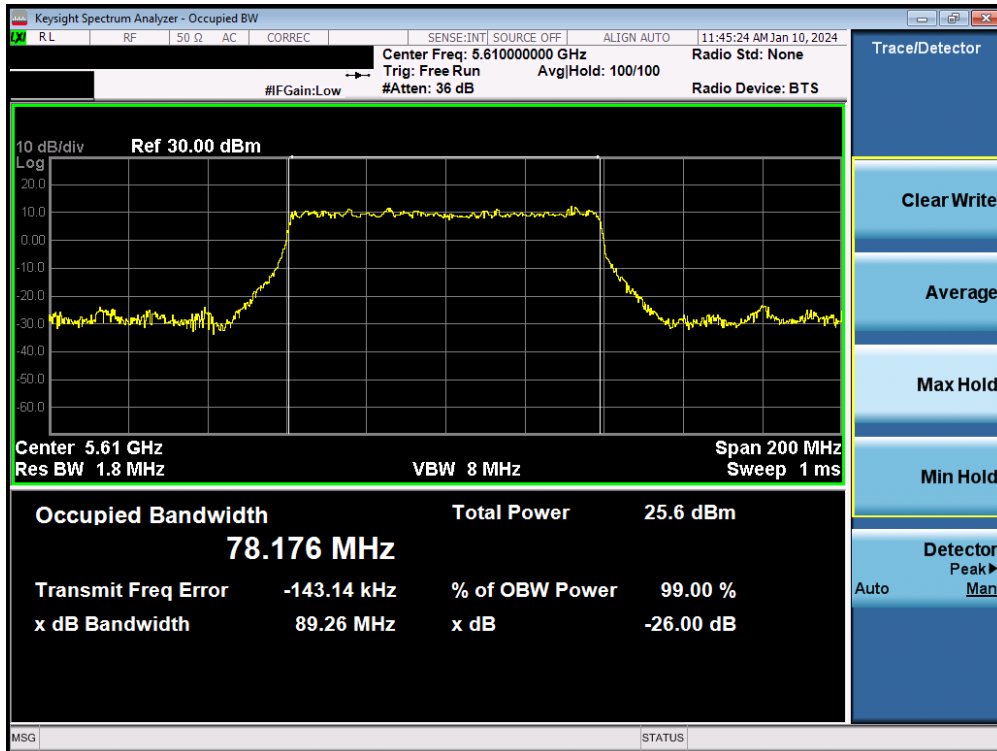 Keysight Spectrum Analyzer - Occupied BW
LXI RL RF 50 Ω AC CORREC SENSE:INT SOURCE OFF ALIGN AUTO 11:45:24 AM Jan 10, 2024
Center Freq: 5.610000000 GHz Radio Std: None
Trig: Free Run Avg|Hold: 100/100
#IFGain:Low #Atten: 36 dB Radio Device: BTS
Trace/Detector
10 dB/div Ref 30.00 dBm
Log
20.0
10.0
0.00
-10.0
-20.0
-30.0
-40.0
-50.0
-60.0
Center 5.61 GHz Span 200 MHz
Res BW 1.8 MHz VBW 8 MHz Sweep 1 ms
Occupied Bandwidth Total Power 25.6 dBm
78.176 MHz
Transmit Freq Error -143.14 kHz % of OBW Power 99.00 %
x dB Bandwidth 89.26 MHz x dB -26.00 dB
Clear Write
Average
Max Hold
Min Hold
Detector
Peak▶
Auto Man
MSG STATUS